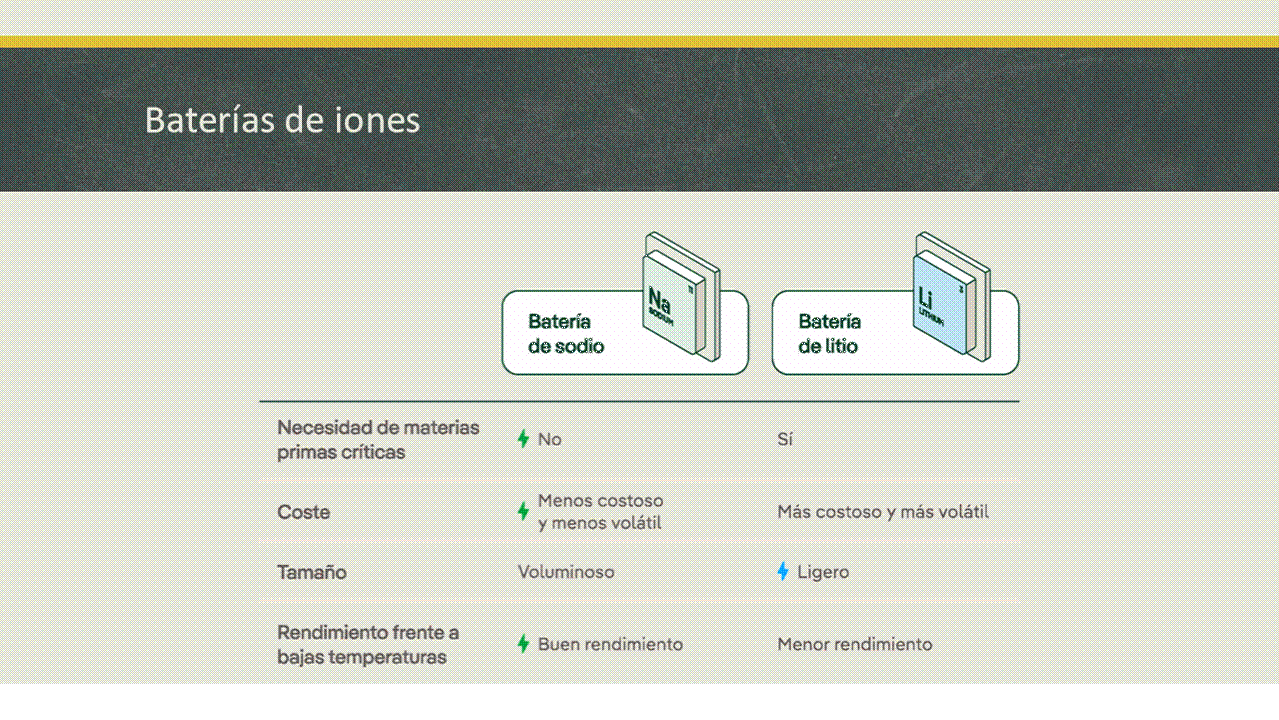 Baterías de iones
Na
11
SODIUM
Batería
de sodio
Li
3
LITHIUM
Batería
de litio
Necesidad de materias
primas críticas
No
Sí
Coste
Menos costoso
y menos volátil
Más costoso y más volátil
Tamaño
Voluminoso
Ligero
Rendimiento frente a
bajas temperaturas
Buen rendimiento
Menor rendimiento